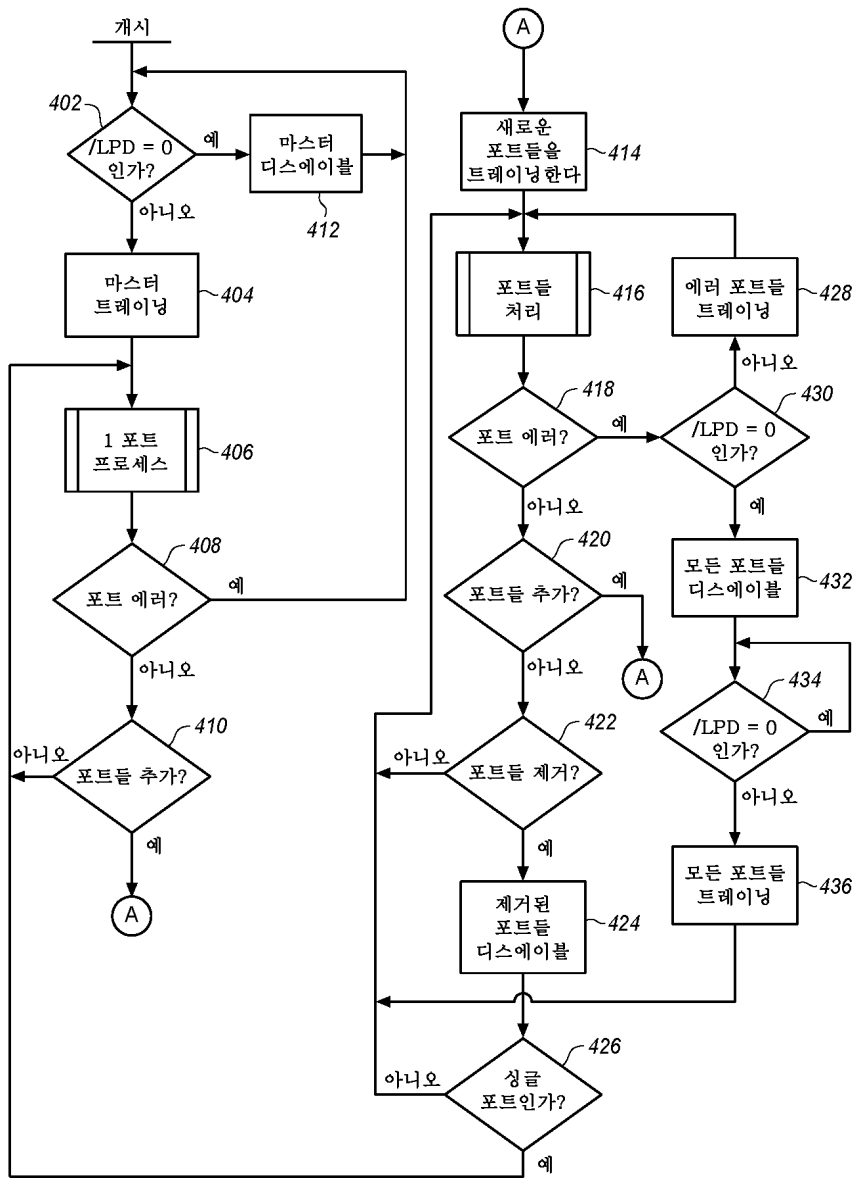 개시
402
/LPD = 0
인가?
예
마스터
디스에이블
412
아니오
마스터
트레이닝
404
1 포트
프로세스
406
408
포트 에러?
예
아니오
410
포트들 추가?
아니오
예
A
A
새로운
포트들을
트레이닝한다
414
포트들
처리
416
418
포트 에러?
예
아니오
420
포트들 추가?
예
A
아니오
422
포트들 제거?
아니오
예
제거된
포트들
디스에이블
424
426
싱글
포트인가?
아니오
예
에러 포트들
트레이닝
428
아니오
430
/LPD = 0
인가?
예
모든 포트들
디스에이블
432
434
/LPD = 0
인가?
예
아니오
모든 포트들
트레이닝
436